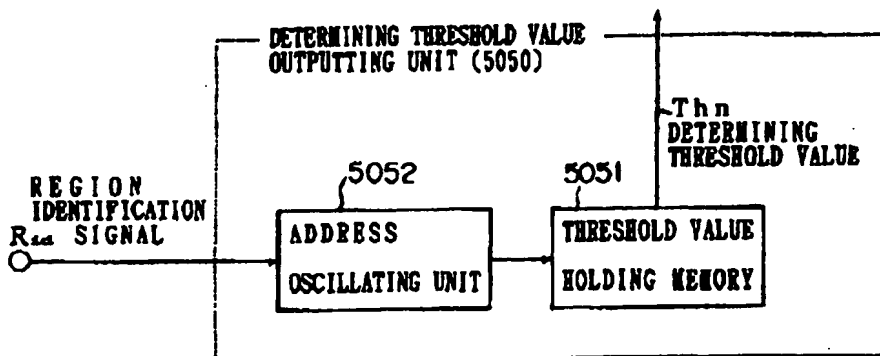 DETERMINING THRESHOLD VALUE
OUTPUTTING UNIT (5050)
Thn
DETERMINING
THRESHOLD VALUE
5052
5051
REGION
IDENTIFICATION
SIGNAL
ADDRESS
OSCILLATING UNIT
THRESHOLD VALUE
HOLDING MEMORY